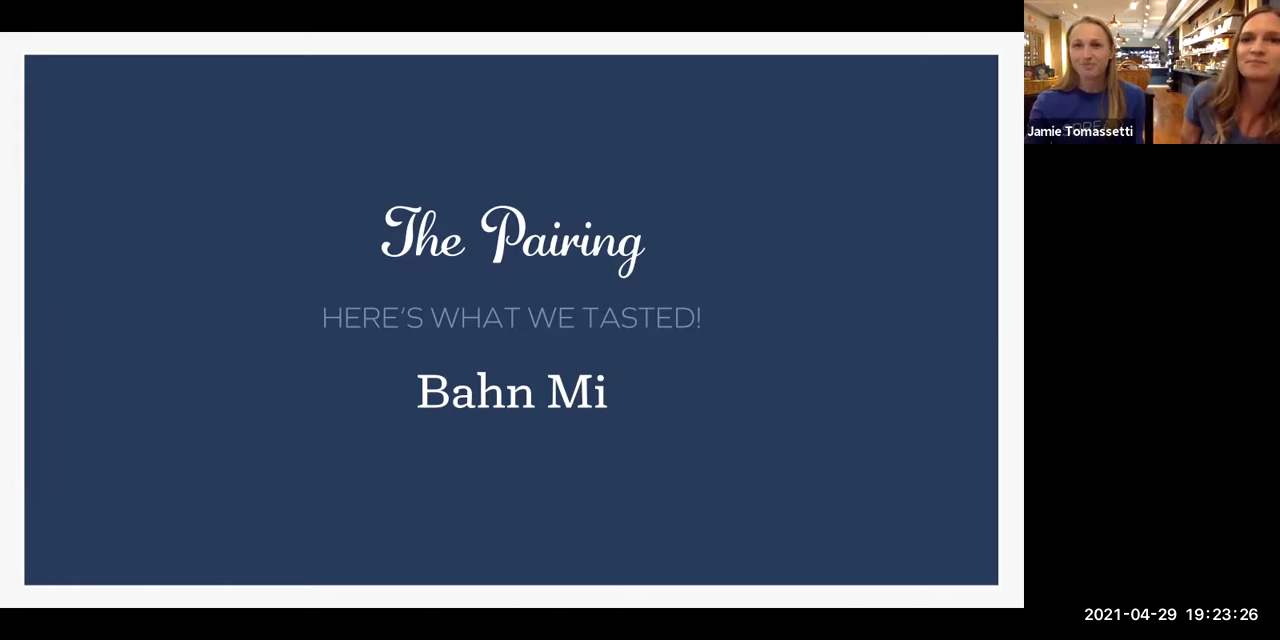 The Pairing
HERE'S WHAT WE TASTED!
Bahn Mi
Jamie Tomassetti
2021-04-29 19:23:26